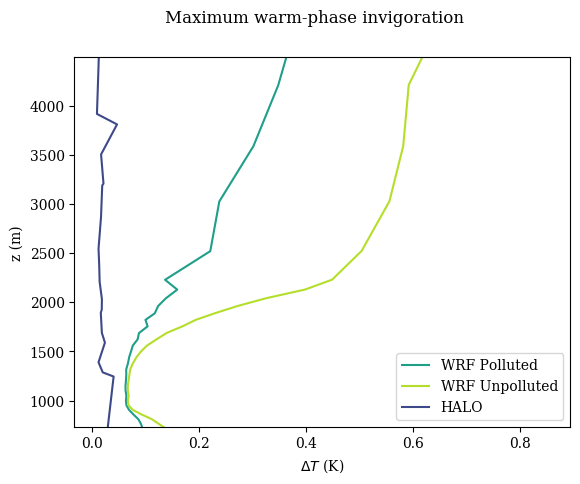 Maximum warm-phase invigoration
z (m)
4000
3500
3000
2500
2000
1500
1000
WRF Polluted
WRF Unpolluted
HALO
0.0 0.2 0.4 0.6 0.8
ΔT (K)